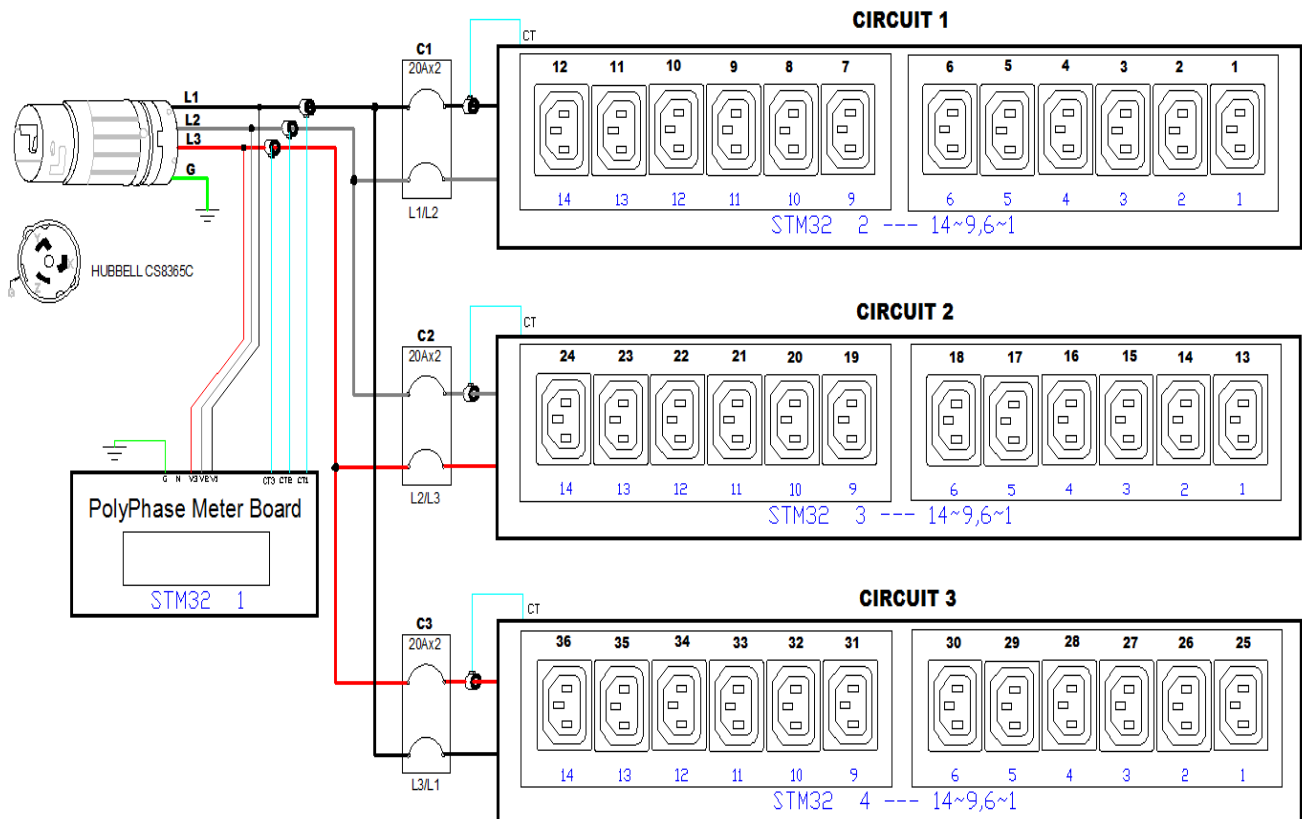 CIRCUIT 1
CT
C1
20Ax2
L1
L2
L3
G
L1/L2
12 11 10 9 8 7 6 5 4 3 2 1
14 13 12 11 10 9 6 5 4 3 2 1
STM32 2 --- 14~9,6~1
Y
X
Z
G
HUBBELL CS8365C
CIRCUIT 2
CT
C2
20Ax2
L2/L3
24 23 22 21 20 19 18 17 16 15 14 13
14 13 12 11 10 9 6 5 4 3 2 1
STM32 3 --- 14~9,6~1
G N V3 V2 V1 CT3 CT2 CT1
PolyPhase Meter Board
STM32 1
CIRCUIT 3
CT
C3
20Ax2
L3/L1
36 35 34 33 32 31 30 29 28 27 26 25
14 13 12 11 10 9 6 5 4 3 2 1
STM32 4 --- 14~9,6~1